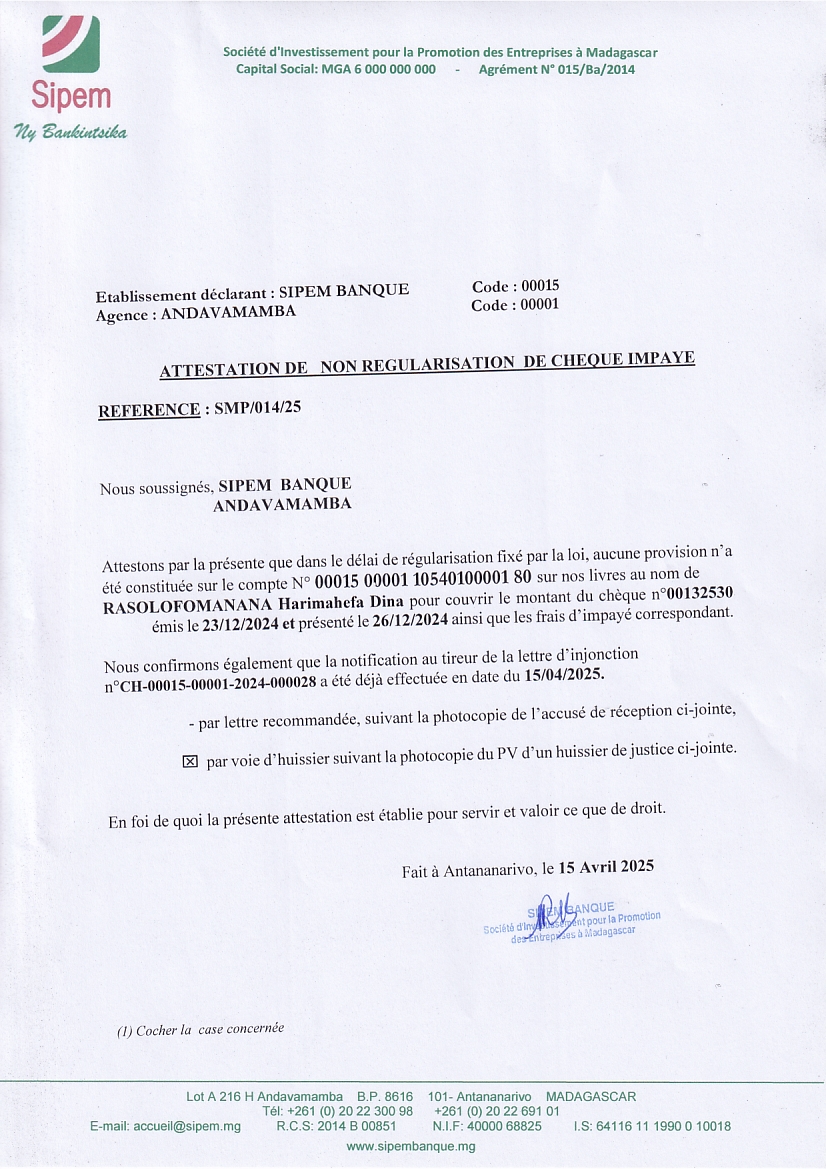 Société d'Investissement pour la Promotion des Entreprises à Madagascar
Capital Social: MGA 6 000 000 000 - Agrément N° 015/Ba/2014
Sipem
Ny Bankintsika
Etablissement déclarant : SIPEM BANQUE Code : 00015
Agence : ANDAVAMAMBA Code : 00001
ATTESTATION DE NON REGULARISATION DE CHEQUE IMPAYE
REFERENCE : SMP/014/25
Nous soussignés, SIPEM BANQUE
ANDAVAMAMBA
Attestons par la présente que dans le délai de régularisation fixé par la loi, aucune provision n'a
été constituée sur le compte N° 00015 00001 10540100001 80 sur nos livres au nom de
RASOLOFOMANANA Harimahefa Dina pour couvrir le montant du chèque n°00132530
émis le 23/12/2024 et présenté le 26/12/2024 ainsi que les frais d'impayé correspondant.
Nous confirmons également que la notification au tireur de la lettre d'injonction
n°CH-00015-00001-2024-000028 a été déjà effectuée en date du 15/04/2025.
- par lettre recommandée, suivant la photocopie de l'accusé de réception ci-jointe,
☒ par voie d'huissier suivant la photocopie du PV d'un huissier de justice ci-jointe.
En foi de quoi la présente attestation est établie pour servir et valoir ce que de droit.
Fait à Antananarivo, le 15 Avril 2025
SIPEM BANQUE
Société d'Investissement pour la Promotion
des Entreprises à Madagascar
(1) Cocher la case concernée
Lot A 216 H Andavamamba B.P. 8616 101- Antananarivo MADAGASCAR
Tél: +261 (0) 20 22 300 98 +261 (0) 20 22 691 01
E-mail: accueil@sipem.mg R.C.S: 2014 B 00851 N.I.F: 40000 68825 I.S: 64116 11 1990 0 10018
www.sipembanque.mg